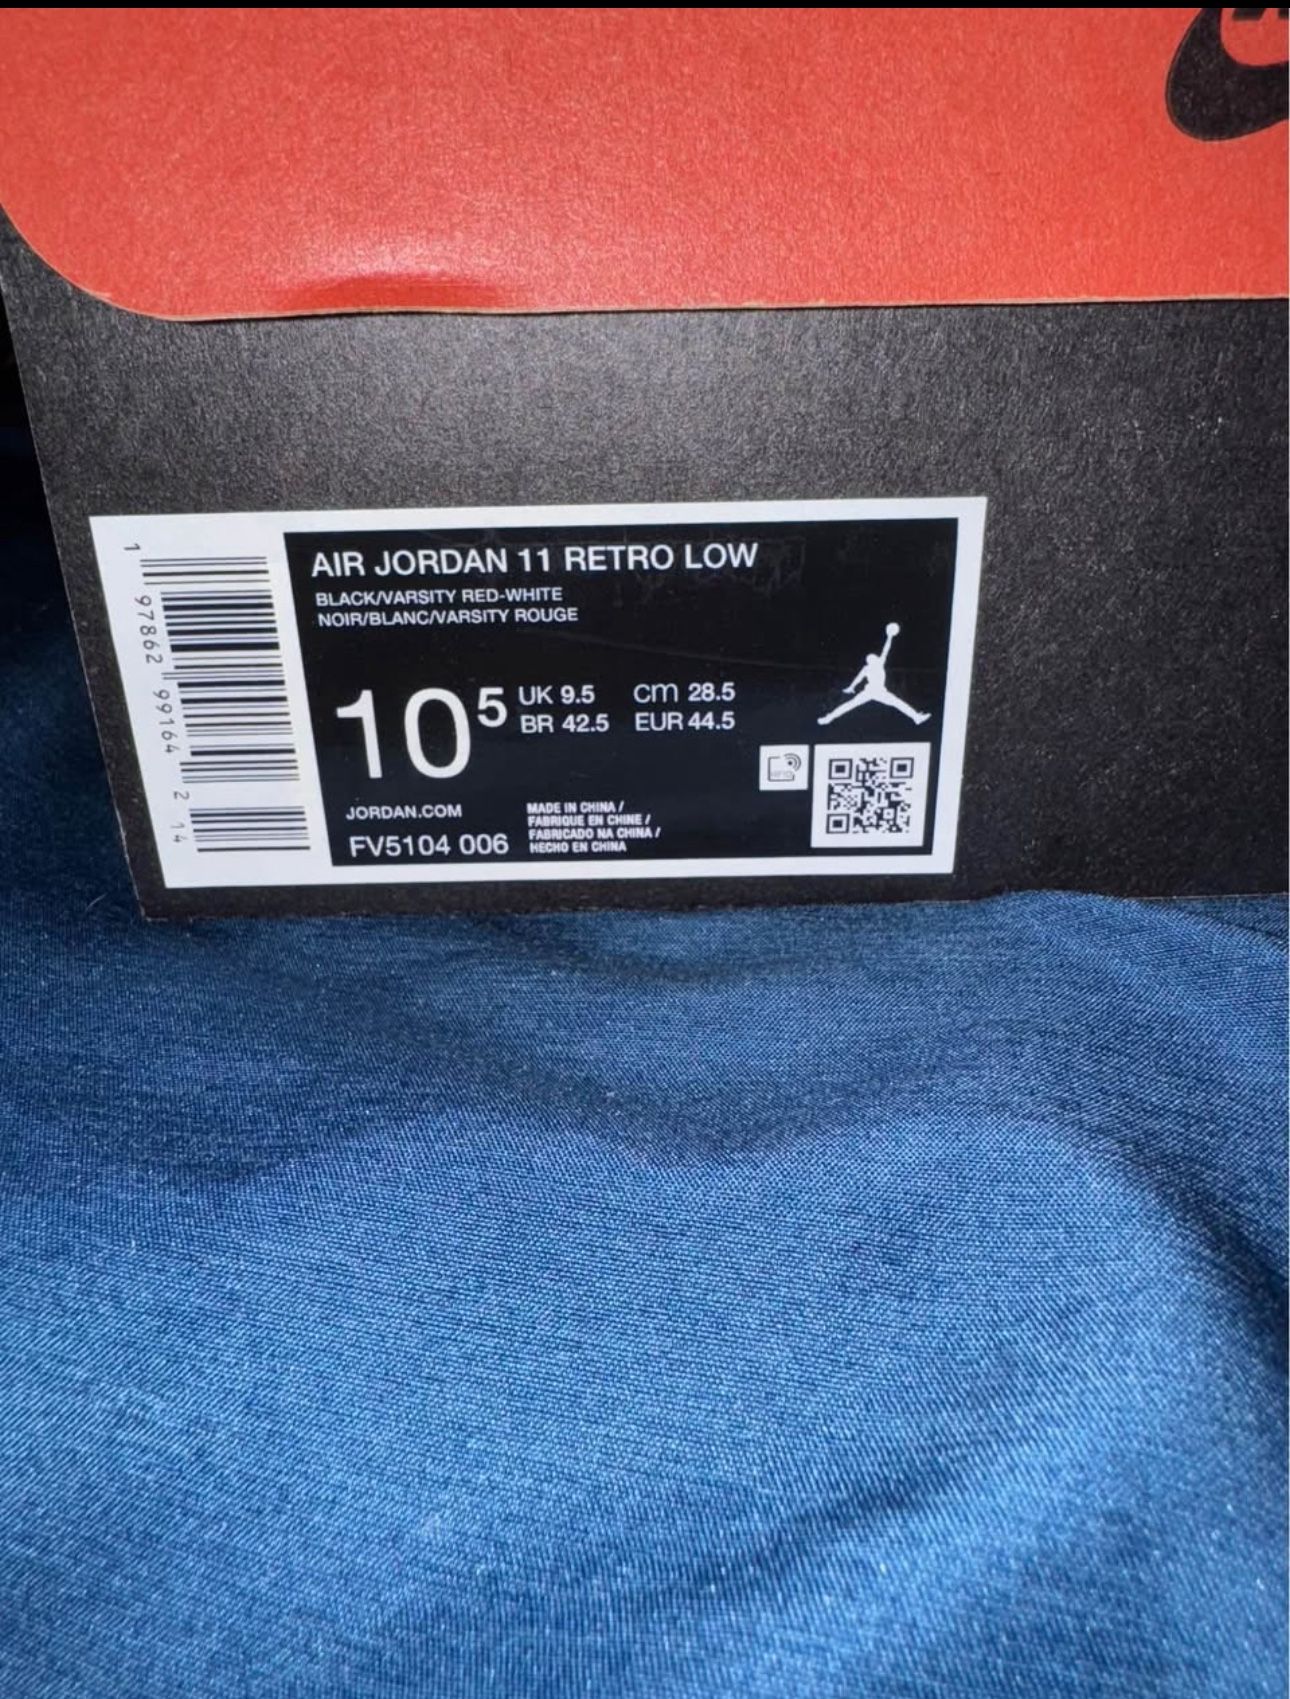 AIR JORDAN 11 RETRO LOW
BLACK/VARSITY RED-WHITE
NOIR/BLANC/VARSITY ROUGE
10⁵
UK 9.5 cm 28.5
BR 42.5 EUR 44.5
JORDAN.COM
FV5104 006
MADE IN CHINA /
FABRIQUE EN CHINE /
FABRICADO NA CHINA /
HECHO EN CHINA
RFID
1 97862 99164 2 14